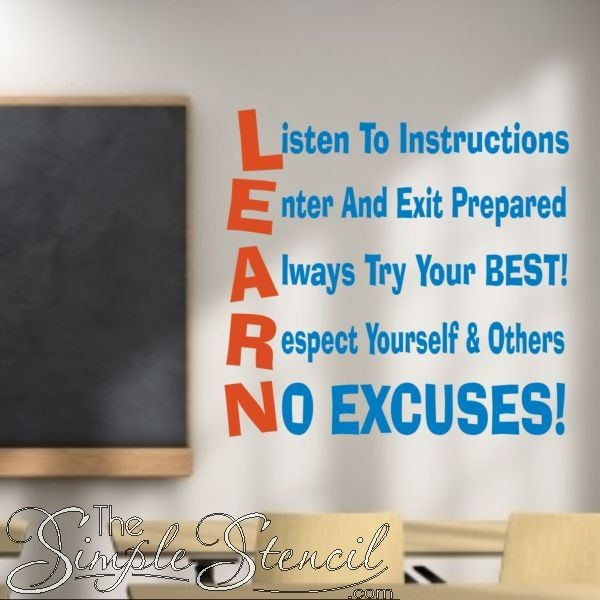 Listen To Instructions
Enter And Exit Prepared
Always Try Your BEST!
Respect Yourself & Others
NO EXCUSES!
The
Simple Stencil
.com